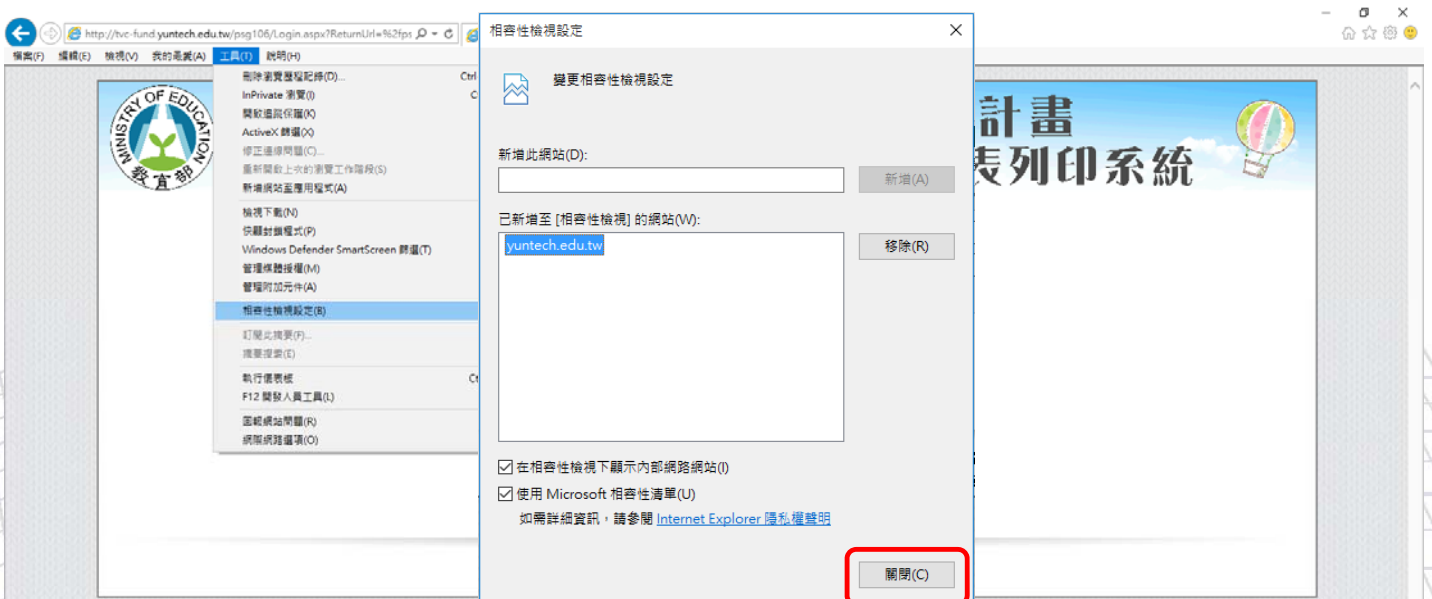 http://tvc-fund.yuntech.edu.tw/psg106/Login.aspx?ReturnUrl=%2fps
檔案(F) 編輯(E) 檢視(V) 我的最愛(A) 工具(T) 說明(H)
刪除瀏覽歷程記錄(D)... Ctrl
InPrivate 瀏覽(I) C
開啟追蹤保護(K)
ActiveX 篩選(X)
修正連線問題(C)...
重新開啟上次的瀏覽工作階段(S)
新增網站至應用程式(A)
檢視下載(N)
快顯封鎖程式(P)
Windows Defender SmartScreen 篩選(T)
管理媒體授權(M)
管理附加元件(A)
相容性檢視設定(B)
訂閱此摘要(F)...
摘要探索(E)
執行儀表板 Ct
F12 開發人員工具(L)
回報網站問題(R)
網際網路選項(O)
MINISTRY OF EDUCATION
教育部
相容性檢視設定
變更相容性檢視設定
新增此網站(D):
新增(A)
已新增至 [相容性檢視] 的網站(W):
yuntech.edu.tw
移除(R)
在相容性檢視下顯示內部網路網站(I)
使用 Microsoft 相容性清單(U)
如需詳細資訊，請參閱 Internet Explorer 隱私權聲明
關閉(C)
計畫
表列印系統